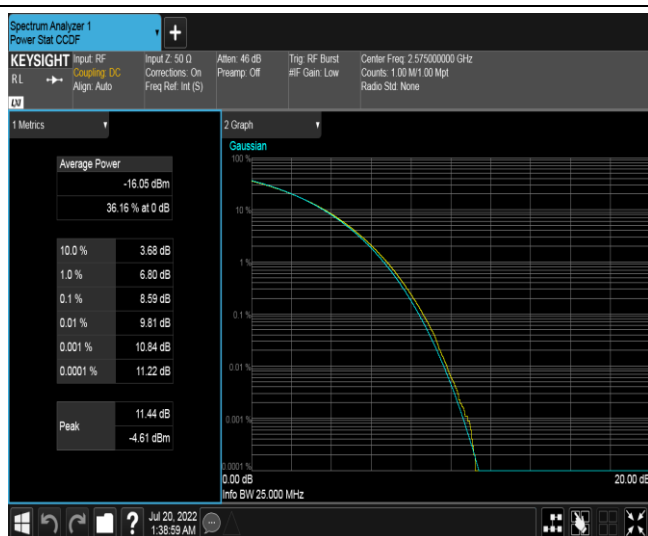 Spectrum Analyzer 1
Power Stat CCDF
KEYSIGHT
RL
LXI
Input: RF
Coupling: DC
Align: Auto
Input Z: 50 Ω
Corrections: On
Freq Ref: Int (S)
Atten: 46 dB
Preamp: Off
Trig: RF Burst
#IF Gain: Low
Center Freq: 2.575000000 GHz
Counts: 1.00 M/1.00 Mpt
Radio Std: None
1 Metrics
Average Power
-16.05 dBm
36.16 % at 0 dB
10.0 % 3.68 dB
1.0 % 6.80 dB
0.1 % 8.59 dB
0.01 % 9.81 dB
0.001 % 10.84 dB
0.0001 % 11.22 dB
Peak
11.44 dB
-4.61 dBm
2 Graph
Gaussian
100 %
10 %
1 %
0.1 %
0.01 %
0.001 %
0.0001 %
0.00 dB
20.00 dB
Info BW 25.000 MHz
?
Jul 20, 2022
1:38:59 AM